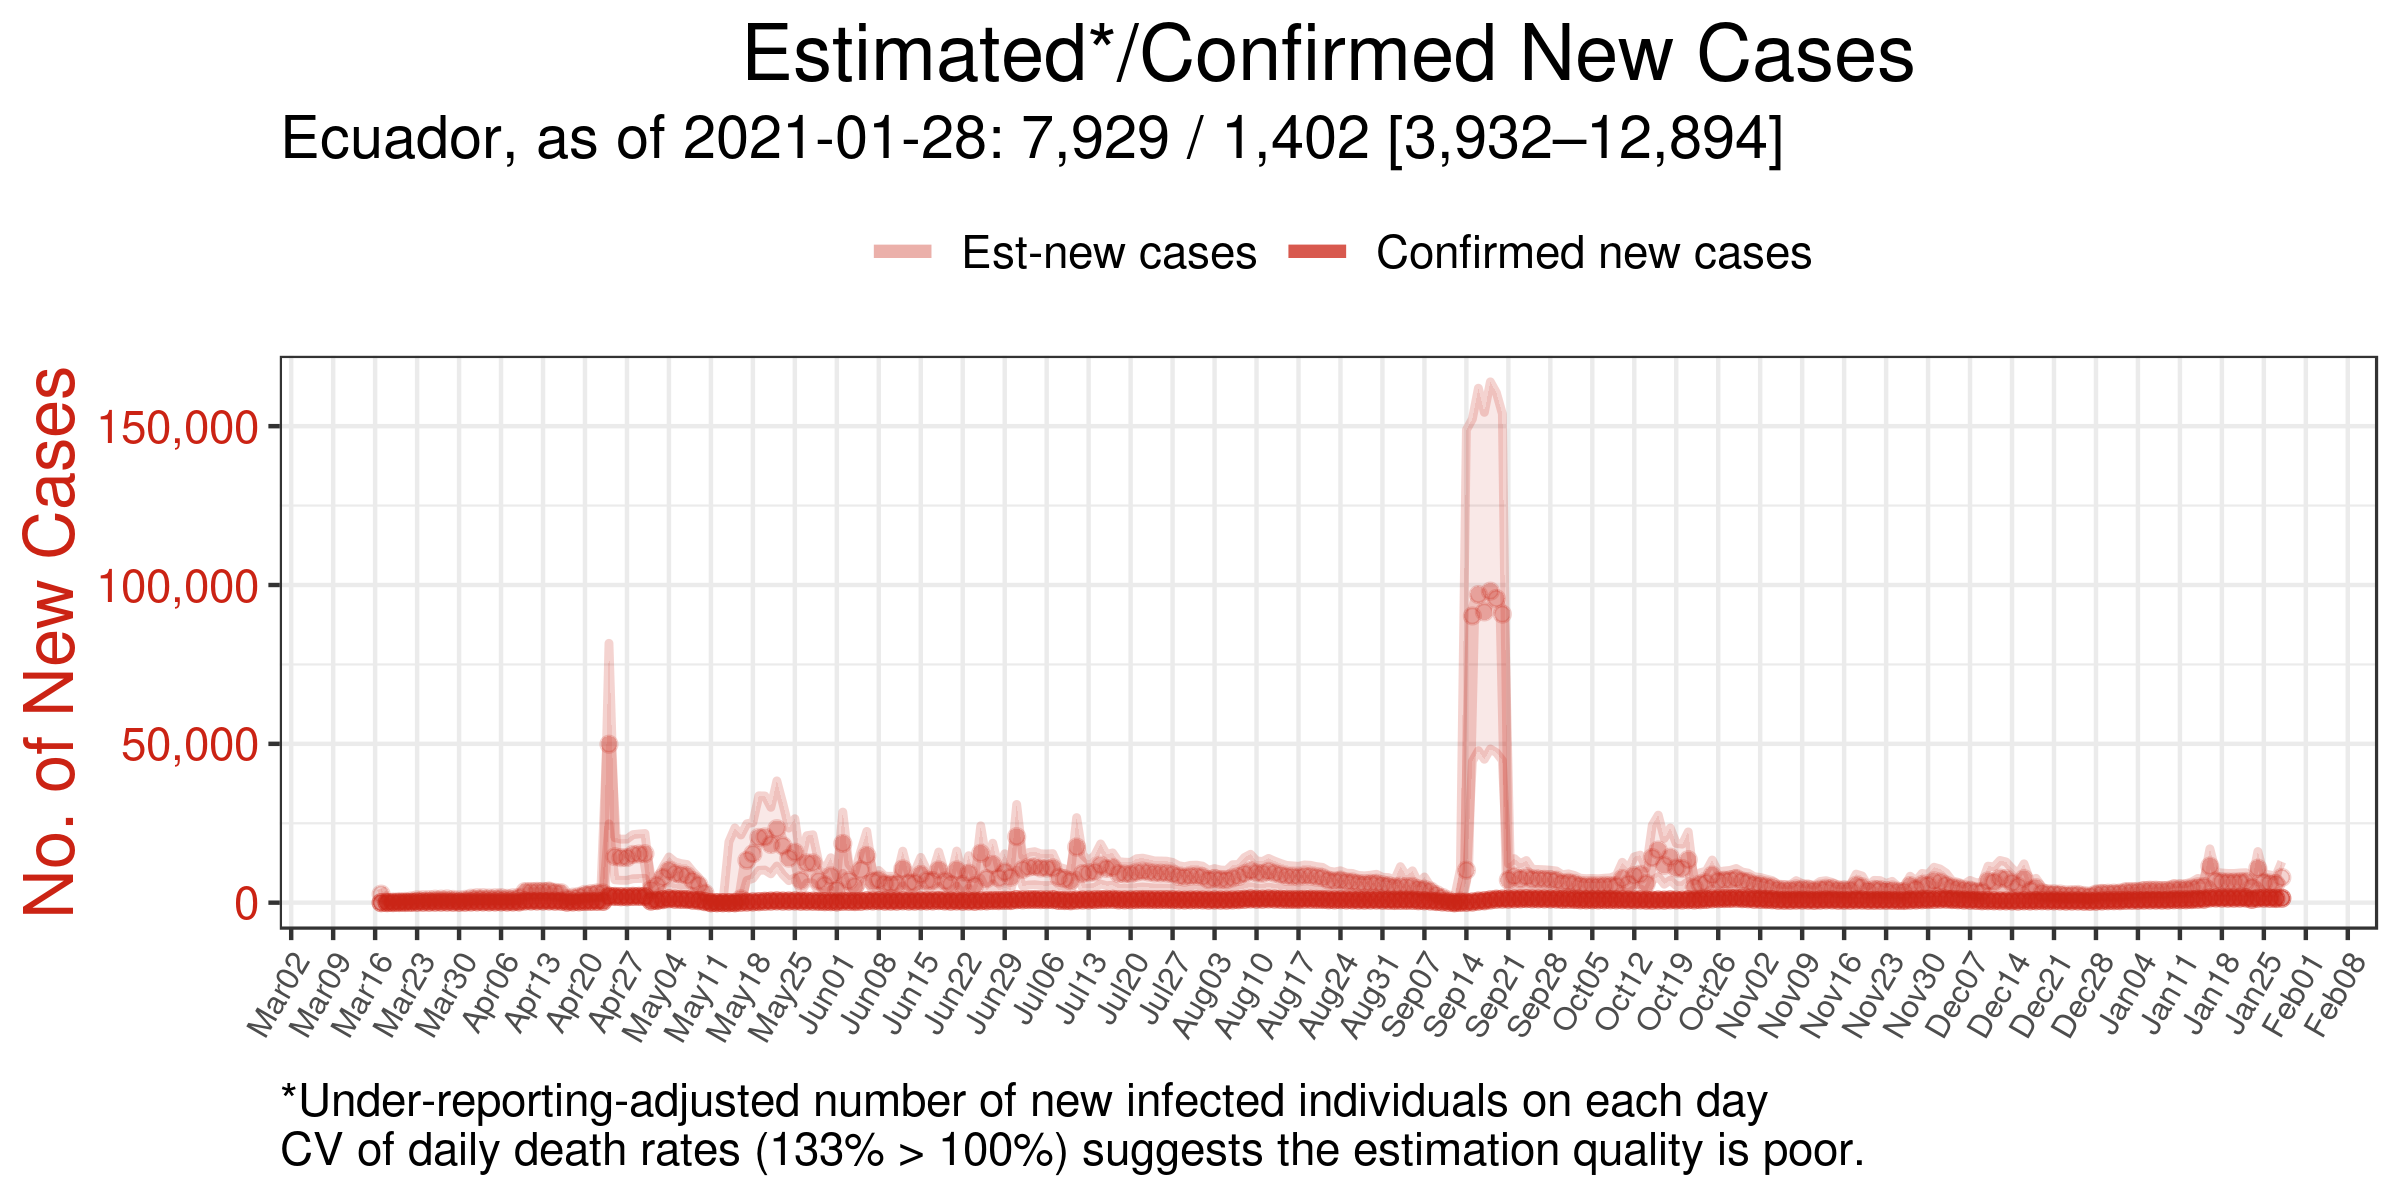 Estimated*/Confirmed New Cases
Ecuador, as of 2021-01-28: 7,929 / 1,402 [3,932–12,894]
Est-new cases Confirmed new cases
No. of New Cases
150,000
100,000
50,000
0
Mar02 Mar09 Mar16 Mar23 Mar30 Apr06 Apr13 Apr20 Apr27 May04 May11 May18 May25 Jun01 Jun08 Jun15 Jun22 Jun29 Jul06 Jul13 Jul20 Jul27 Aug03 Aug10 Aug17 Aug24 Aug31 Sep07 Sep14 Sep21 Sep28 Oct05 Oct12 Oct19 Oct26 Nov02 Nov09 Nov16 Nov23 Nov30 Dec07 Dec14 Dec21 Dec28 Jan04 Jan11 Jan18 Jan25 Feb01 Feb08
*Under-reporting-adjusted number of new infected individuals on each day
CV of daily death rates (133% > 100%) suggests the estimation quality is poor.